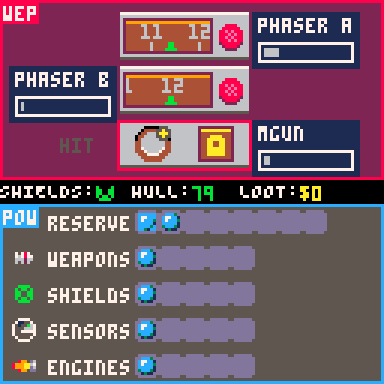 WEP
11 12
PHASER A
PHASER B
12
HIT
MGUN
SHIELDS: HULL:79 LOOT:$0
POW
RESERVE
WEAPONS
SHIELDS
SENSORS
ENGINES